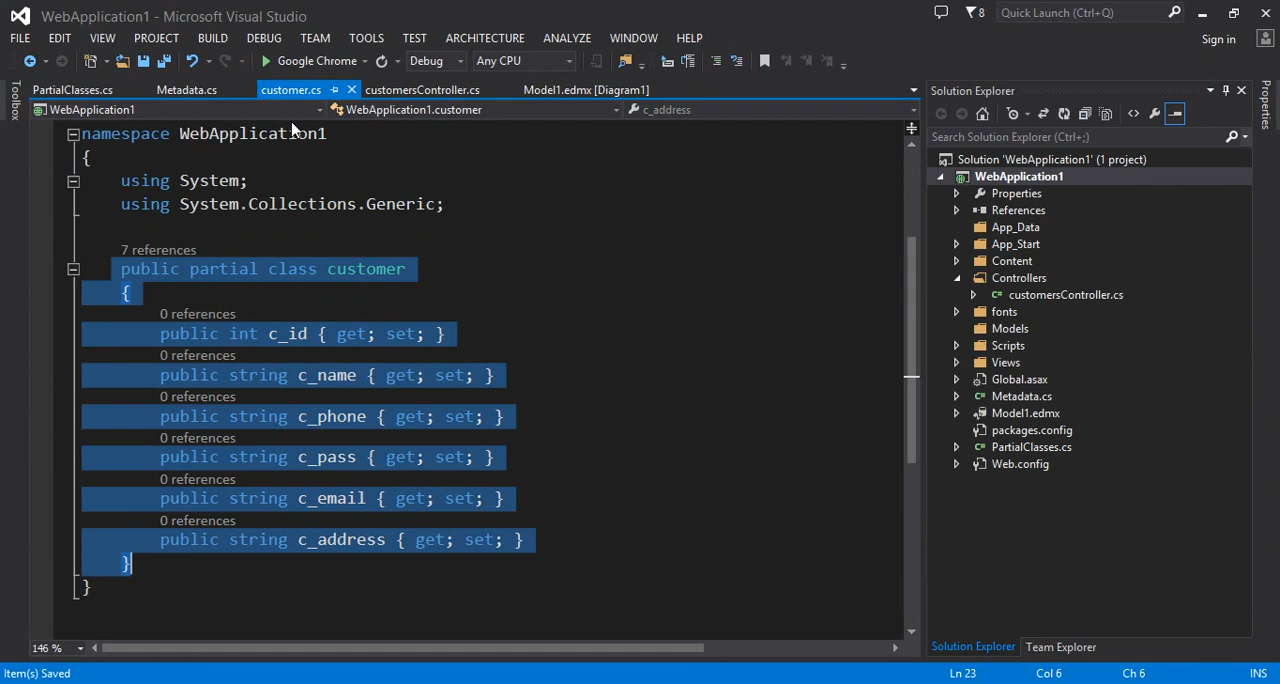 WebApplication1 - Microsoft Visual Studio
8
Quick Launch (Ctrl+Q)
FILE EDIT VIEW PROJECT BUILD DEBUG TEAM TOOLS TEST ARCHITECTURE ANALYZE WINDOW HELP
Sign in
Google Chrome Debug Any CPU
Toolbox
PartialClasses.cs Metadata.cs customer.cs customersController.cs Model1.edmx [Diagram1]
WebApplication1 WebApplication1.customer c_address
namespace WebApplication1
{
using System;
using System.Collections.Generic;
7 references
public partial class customer
{
0 references
public int c_id { get; set; }
0 references
public string c_name { get; set; }
0 references
public string c_phone { get; set; }
0 references
public string c_pass { get; set; }
0 references
public string c_email { get; set; }
0 references
public string c_address { get; set; }
}
}
146 %
Solution Explorer
Search Solution Explorer (Ctrl+;)
Solution 'WebApplication1' (1 project)
WebApplication1
Properties
References
App_Data
App_Start
Content
Controllers
C# customersController.cs
fonts
Models
Scripts
Views
Global.asax
C# Metadata.cs
Model1.edmx
packages.config
C# PartialClasses.cs
Web.config
Solution Explorer Team Explorer
Properties
Item(s) Saved Ln 23 Col 6 Ch 6 INS